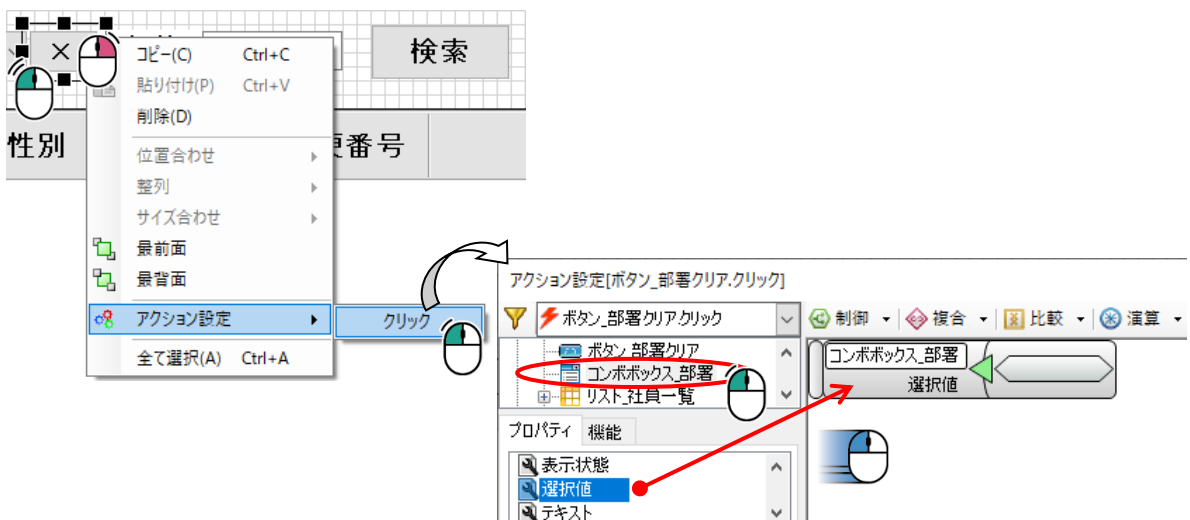 ×
検索
コピー(C) Ctrl+C
貼り付け(P) Ctrl+V
削除(D)
性別
番号
位置合わせ
整列
サイズ合わせ
最前面
最背面
アクション設定
クリック
全て選択(A) Ctrl+A
アクション設定[ボタン_部署クリア.クリック]
ボタン_部署クリア.クリック
制御
複合
比較
演算
ボタン_部署クリア
コンボボックス_部署
リスト_社員一覧
コンボボックス_部署
選択値
プロパティ 機能
表示状態
選択値
テキスト